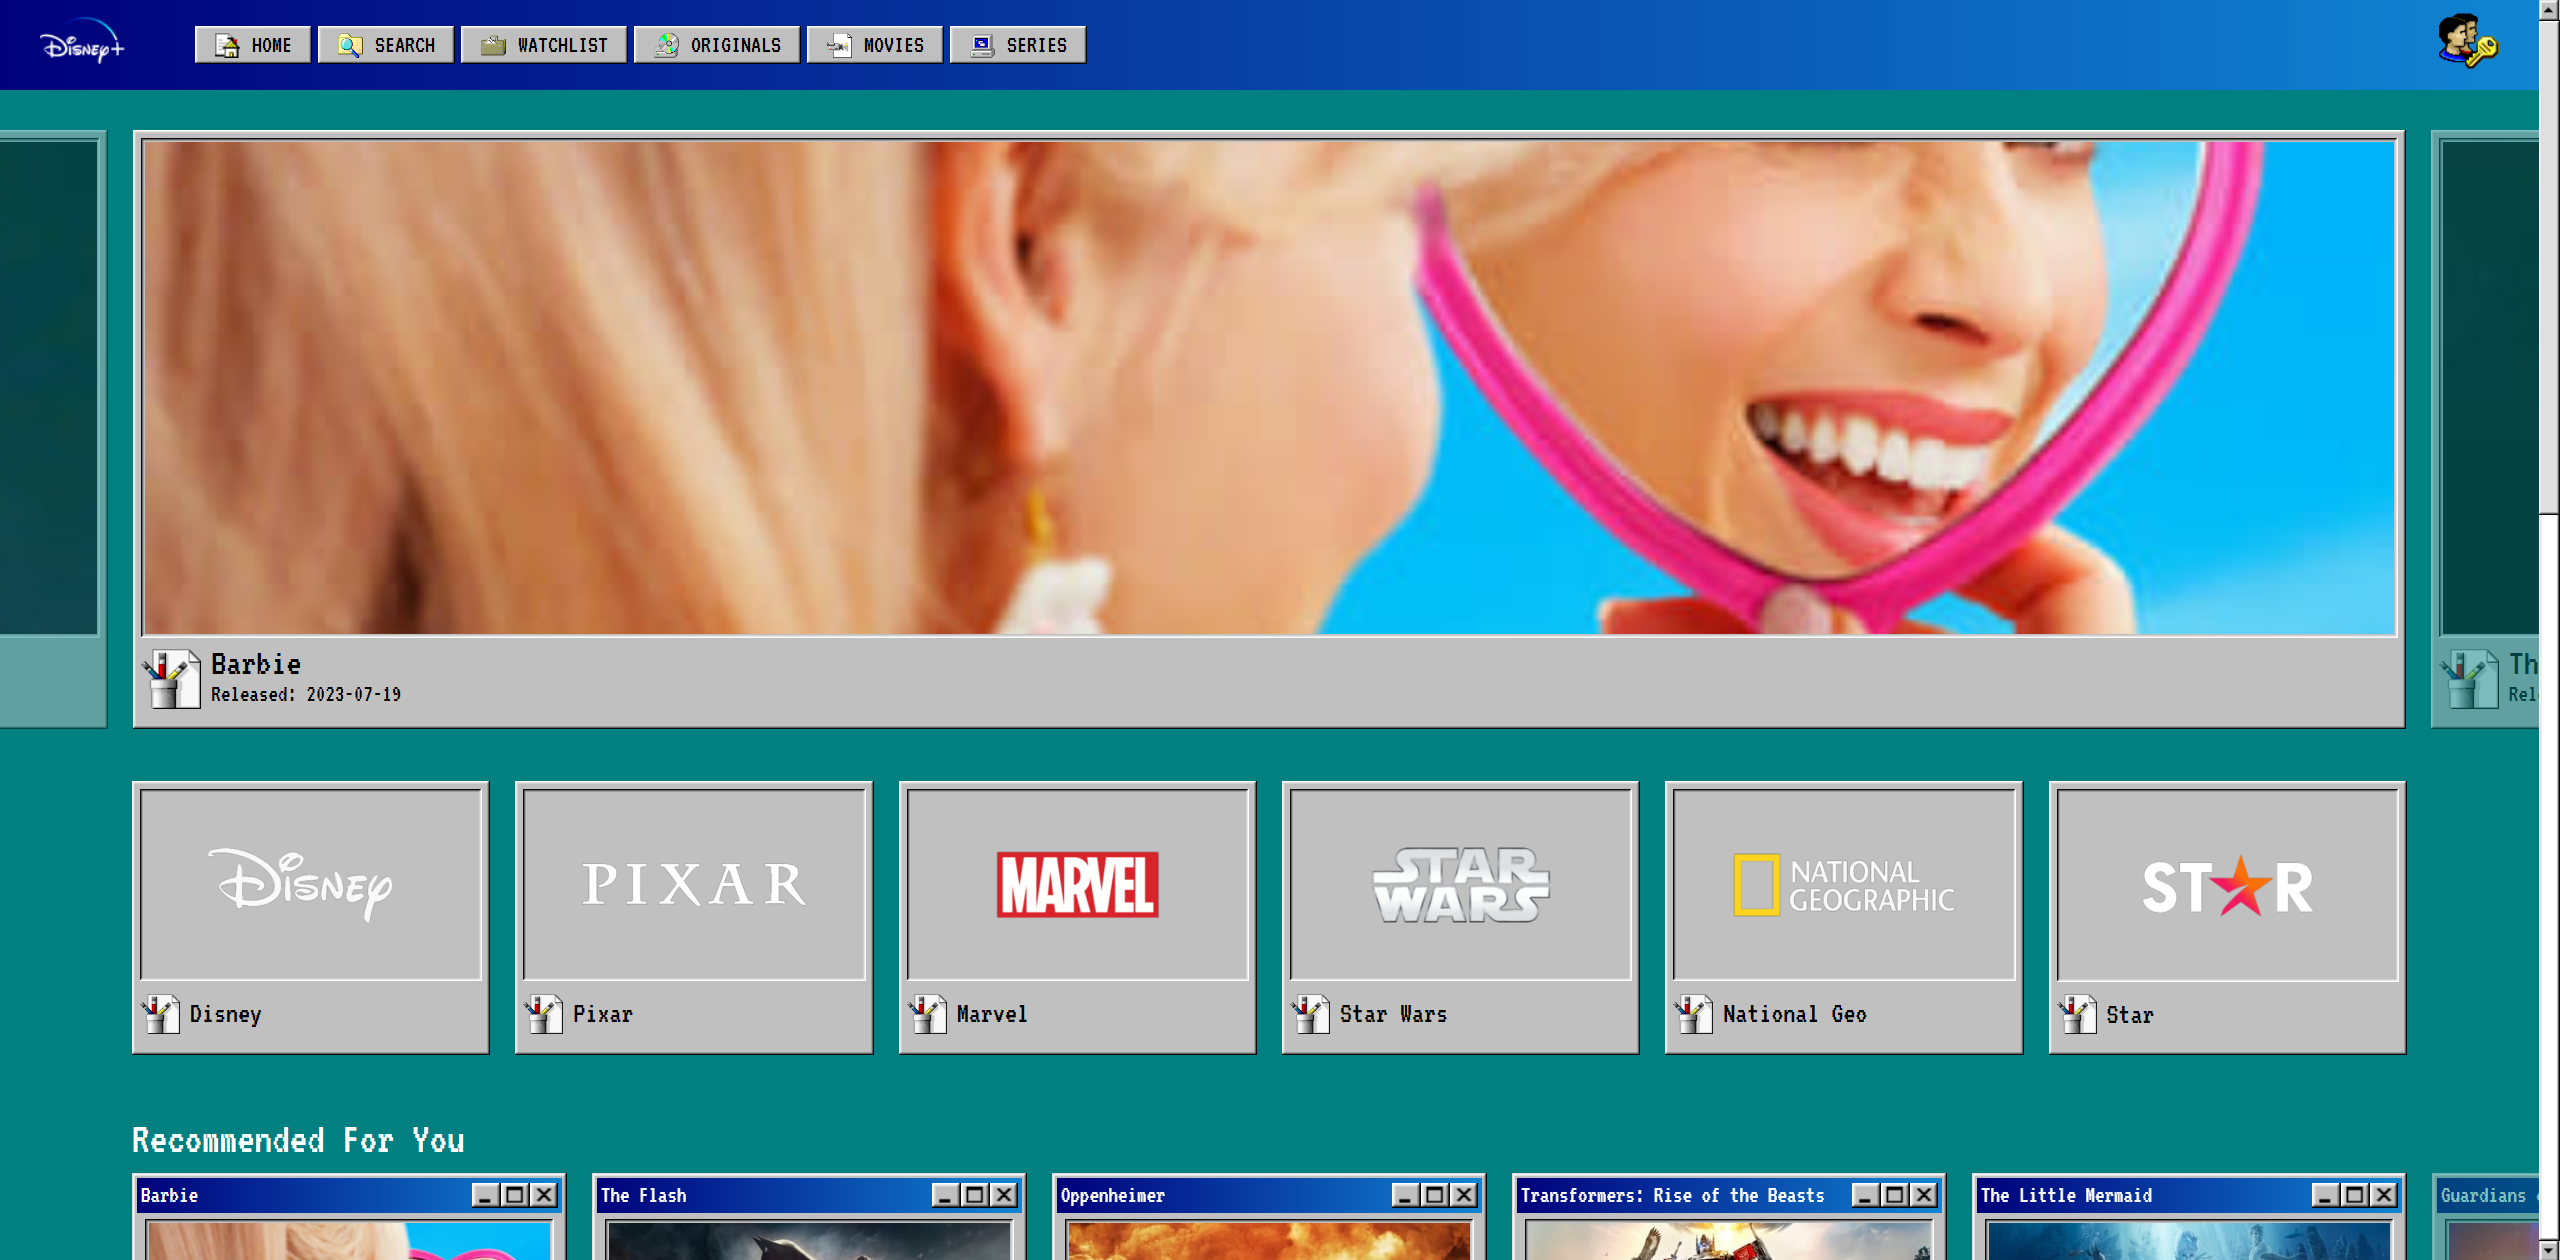 Disney+
HOME
SEARCH
WATCHLIST
ORIGINALS
MOVIES
SERIES
Barbie
Released: 2023-07-19
Th
Rel
Disney
PIXAR
MARVEL
STAR
WARS
NATIONAL
GEOGRAPHIC
STAR
Disney
Pixar
Marvel
Star Wars
National Geo
Star
Recommended For You
Barbie
The Flash
Oppenheimer
Transformers: Rise of the Beasts
The Little Mermaid
Guardians